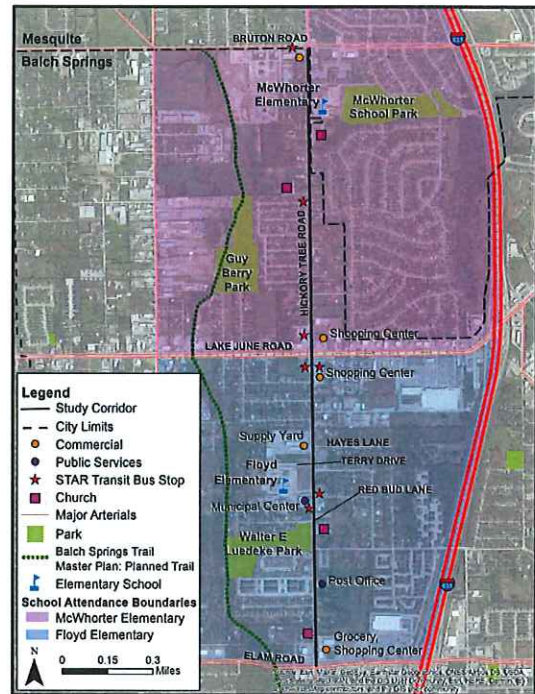 Mesquite
BRUTON ROAD
Balch Springs
McWhorter
Elementary
McWhorter
School Park
HICKORY TREE ROAD
Guy
Berry
Park
Shopping Center
LAKE JUNE ROAD
Shopping Center
Supply Yard
HAYES LANE
TERRY DRIVE
Floyd
Elementary
RED BUD LANE
Municipal Center
Walter E
Luedeke Park
Post Office
Grocery,
Shopping Center
ELAM ROAD
Legend
Study Corridor
City Limits
Commercial
Public Services
STAR Transit Bus Stop
Church
Major Arterials
Park
Balch Springs Trail
Master Plan: Planned Trail
Elementary School
School Attendance Boundaries
McWhorter Elementary
Floyd Elementary
N
0 0.15 0.3
Miles